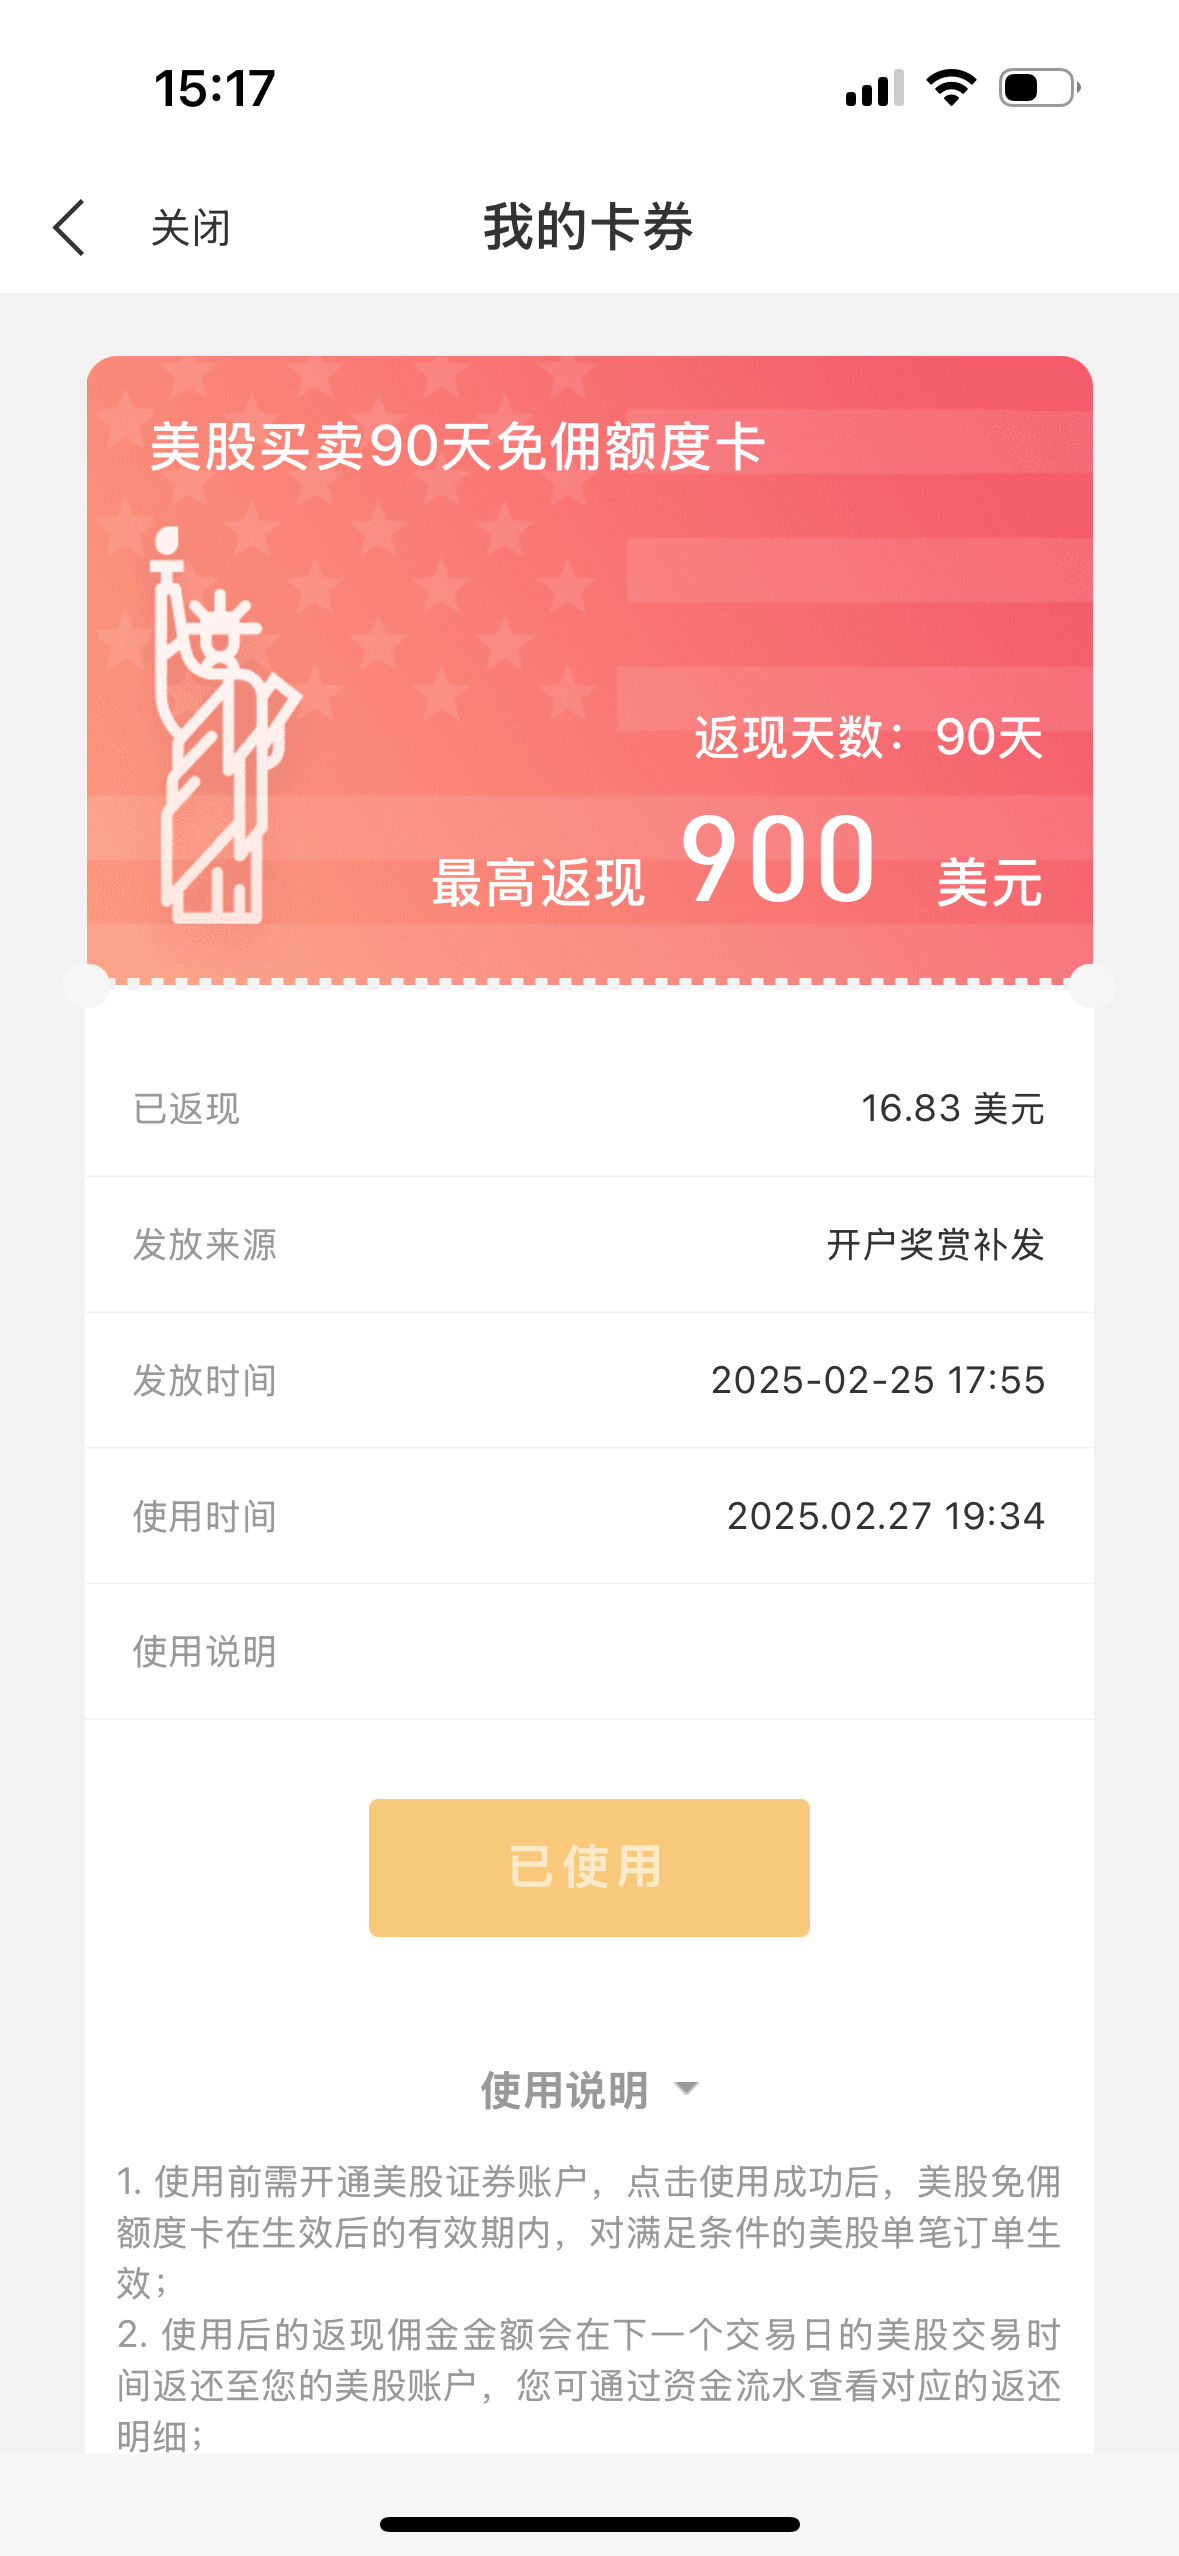 15:17
关闭
我的卡券
美股买卖90天免佣额度卡
返现天数：90天
最高返现 900 美元
已返现 16.83 美元
发放来源 开户奖赏补发
发放时间 2025-02-25 17:55
使用时间 2025.02.27 19:34
使用说明
已使用
使用说明
1. 使用前需开通美股证券账户，点击使用成功后，美股免佣
额度卡在生效后的有效期内，对满足条件的美股单笔订单生
效；
2. 使用后的返现佣金金额会在下一个交易日的美股交易时
间返还至您的美股账户，您可通过资金流水查看对应的返还
明细；